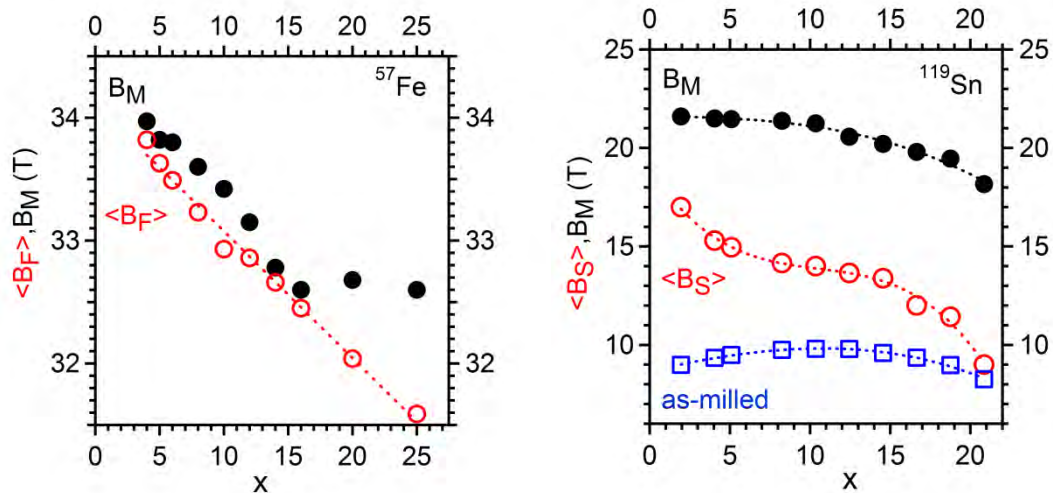 0 5 10 15 20 25
⁵⁷Fe
B_M
34 34
<B_F>
33 33
32 32
<B_F>,B_M (T)
0 5 10 15 20 25
x
0 5 10 15 20
25 25
¹¹⁹Sn
B_M
20 20
15 15
<B_S>
10 10
as-milled
<B_S>,B_M (T)
0 5 10 15 20
x